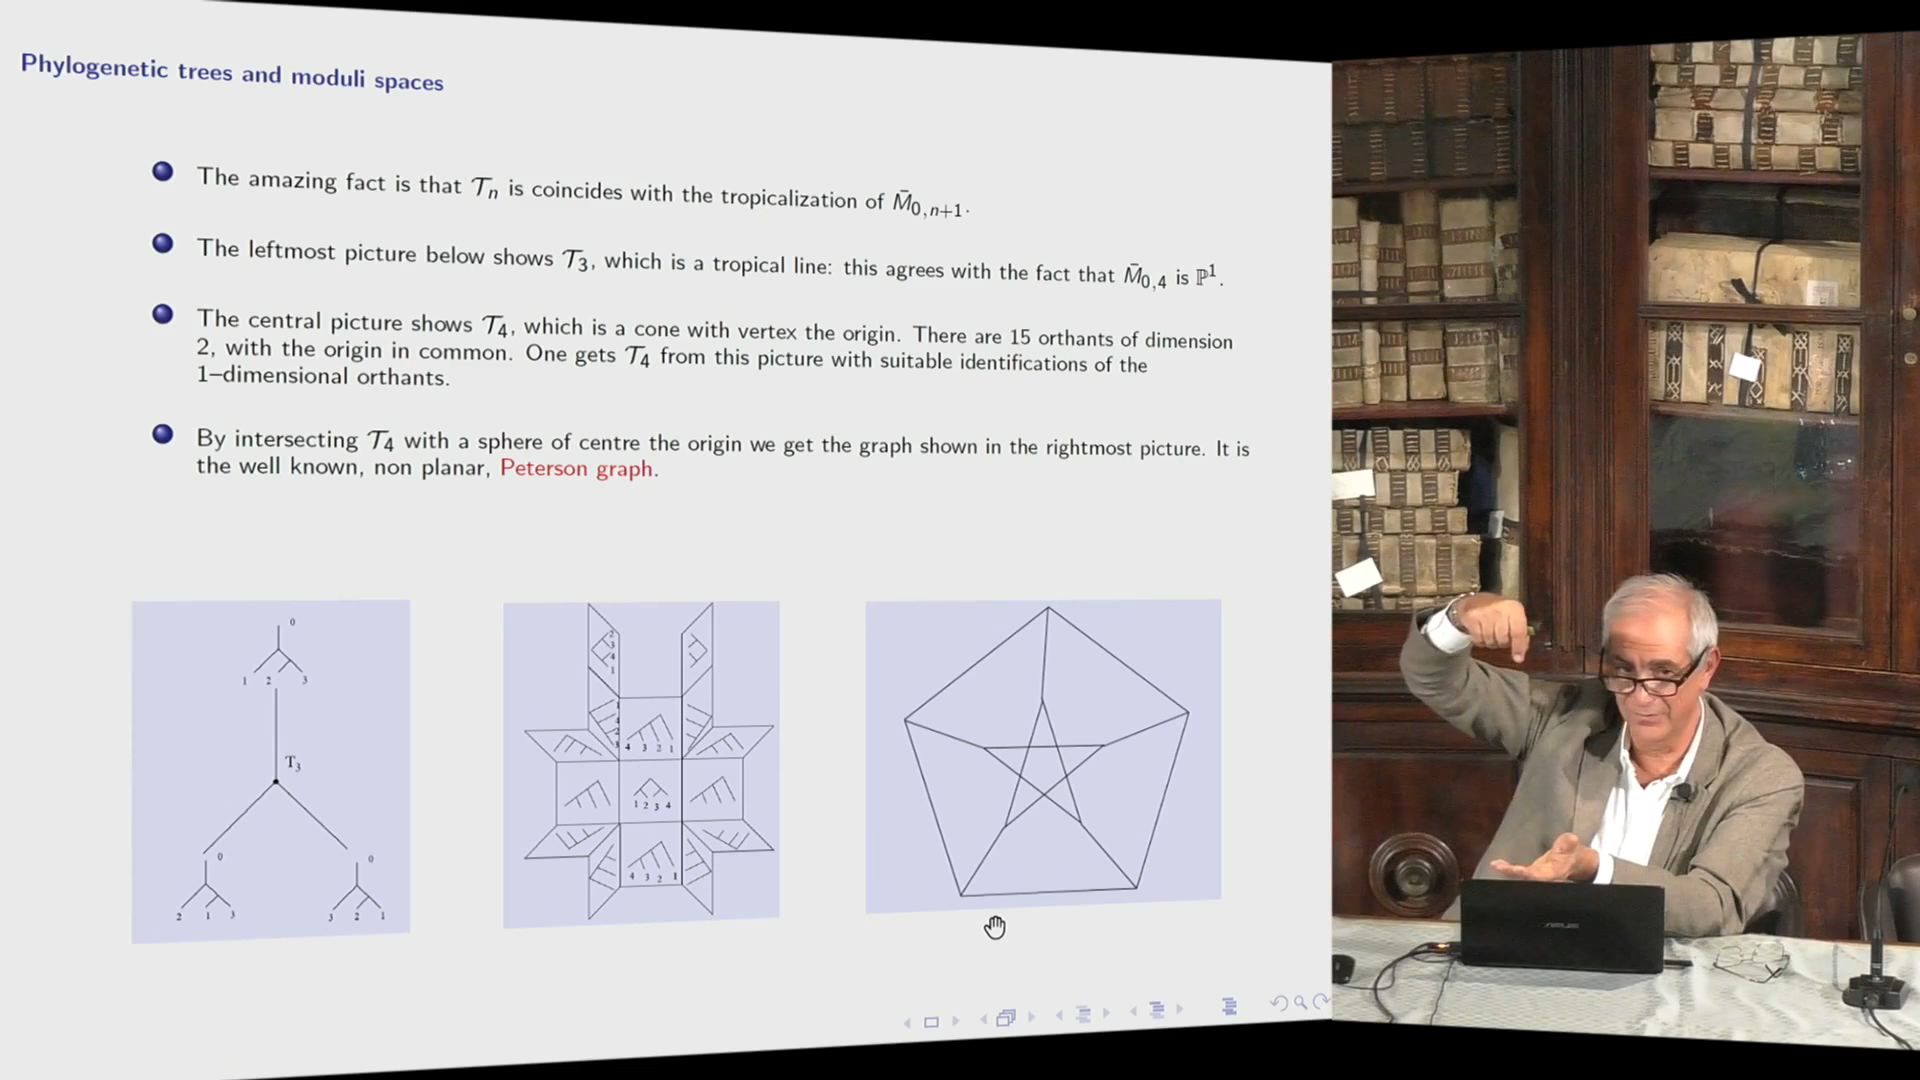 Phylogenetic trees and moduli spaces
The amazing fact is that 𝒯n is coincides with the tropicalization of M̄0,n+1.
The leftmost picture below shows 𝒯3, which is a tropical line: this agrees with the fact that M̄0,4 is ℙ1.
The central picture shows 𝒯4, which is a cone with vertex the origin. There are 15 orthants of dimension
2, with the origin in common. One gets 𝒯4 from this picture with suitable identifications of the
1–dimensional orthants.
By intersecting 𝒯4 with a sphere of centre the origin we get the graph shown in the rightmost picture. It is
the well known, non planar, Peterson graph.
0
1 2 3
T3
0
2 1 3
0
3 2 1
4 3 2 1
1 2 3 4
4 3 2 1
ASUS